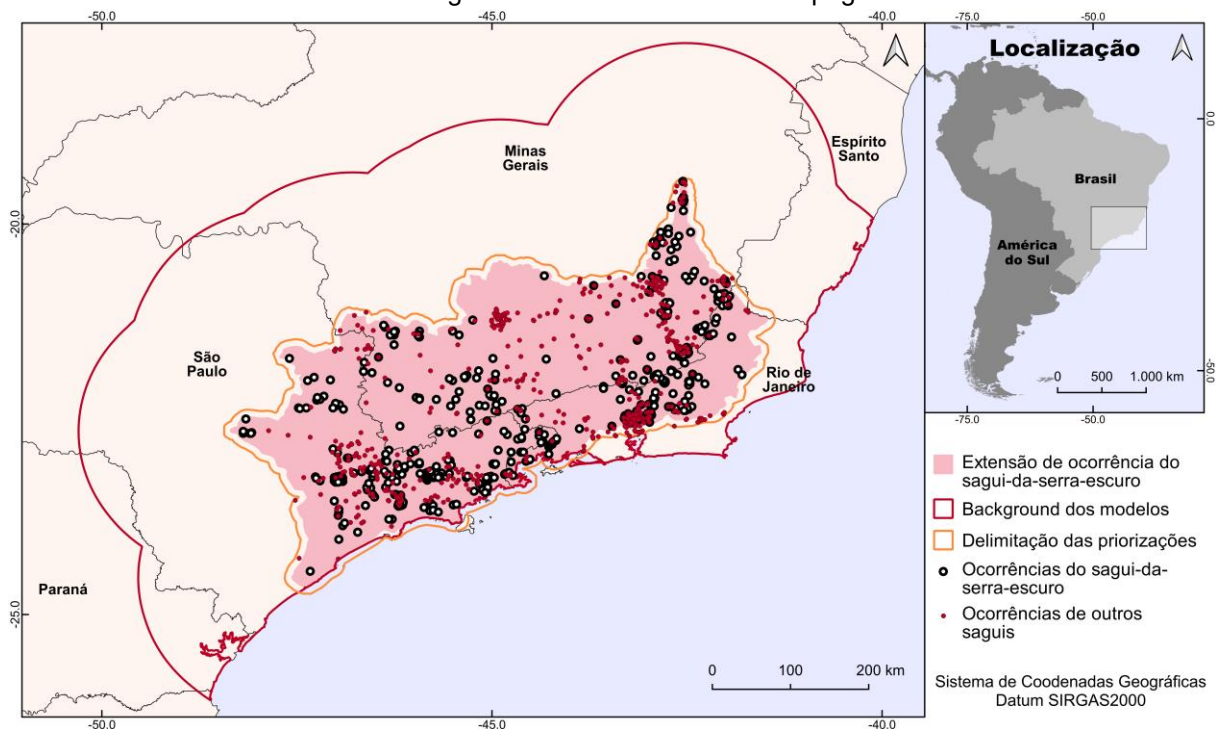 -50.0
-45.0
-40.0
-75.0
-50.0
Localização
Minas
Gerais
Espírito
Santo
0.0
Brasil
-20.0
América
do Sul
São
Paulo
Rio de
Janeiro
-50.0
0 500 1.000 km
-75.0
-50.0
Extensão de ocorrência do
sagui-da-serra-escuro
Background dos modelos
Delimitação das priorizações
Ocorrências do sagui-da-
serra-escuro
Ocorrências de outros
saguis
Paraná
-25.0
0 100 200 km
Sistema de Coodenadas Geográficas
Datum SIRGAS2000
-50.0
-45.0
-40.0